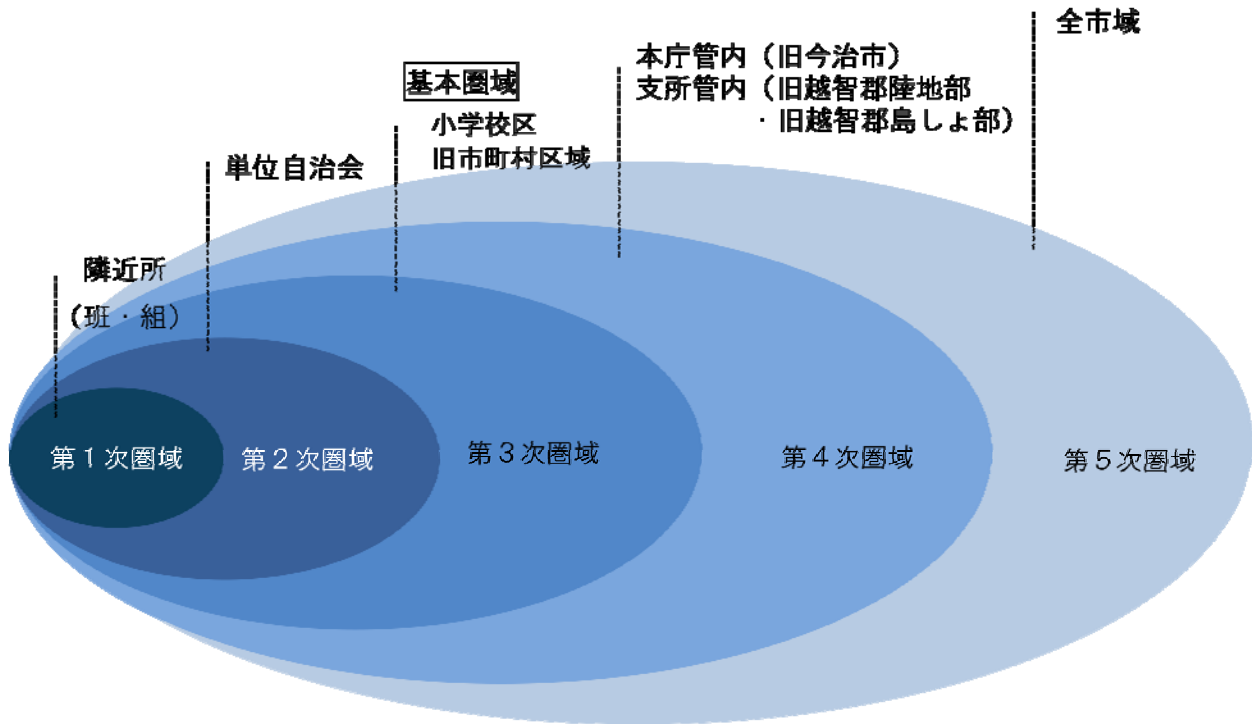 全市域
本庁管内（旧今治市）
支所管内（旧越智郡陸地部
・旧越智郡島しょ部）
基本圏域
小学校区
旧市町村区域
単位自治会
隣近所
（班・組）
第１次圏域
第２次圏域
第３次圏域
第４次圏域
第５次圏域